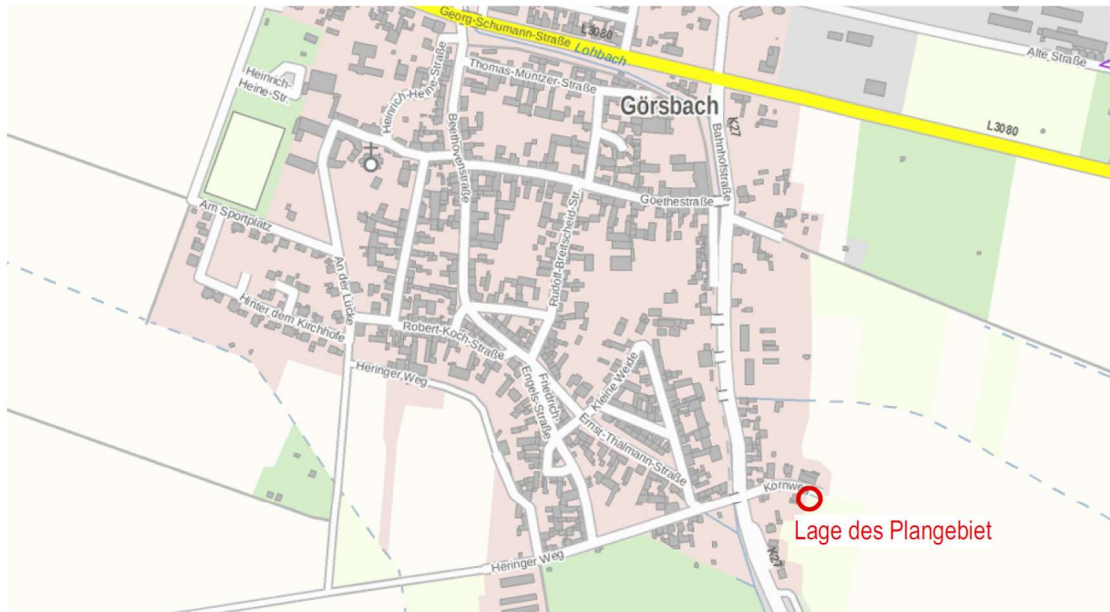 Georg-Schumann-Straße
L3080
Lohbach
Alte Straße
Heinrich-Heine-Str.
Heinrich-Heine-Straße
Thomas-Müntzer-Straße
Görsbach
K27
L3080
Beethovenstraße
Bahnhofstraße
Goethestraße
Rudolf-Breitscheid-Str.
Am Sportplatz
An der Lücke
Hinter dem Kirchhofe
Robert-Koch-Straße
Heringer Weg
Friedrich-Engels-Straße
Kleine Weide
Ernst-Thälmann-Straße
Kornweg
Lage des Plangebiet
Heringer Weg
K27